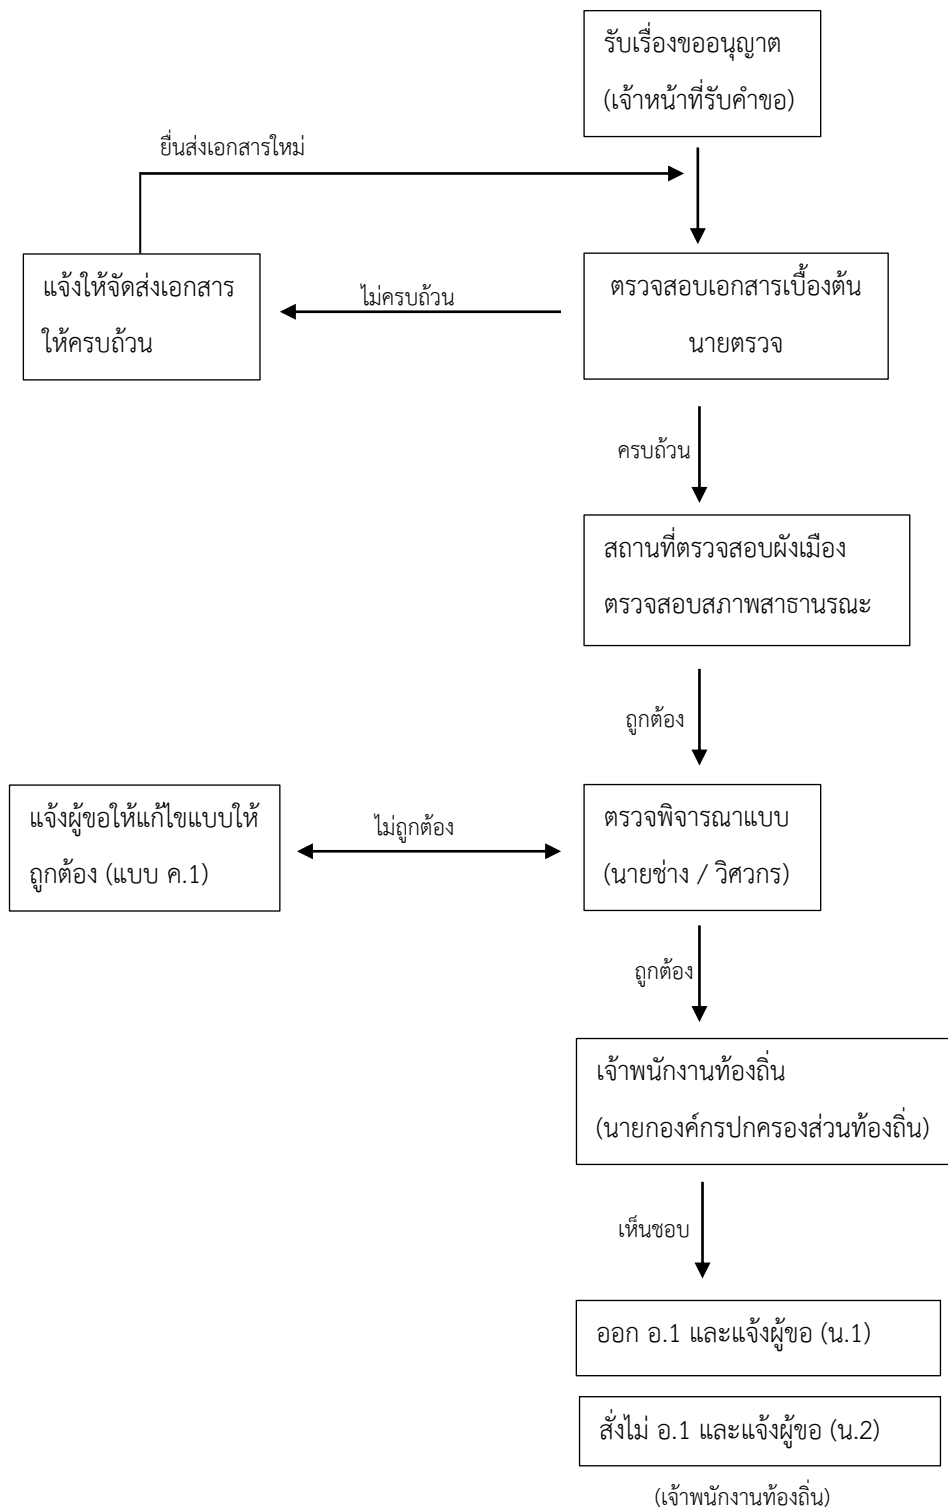 รับเรื่องขออนุญาต
(เจ้าหน้าที่รับคำขอ)
ยื่นส่งเอกสารใหม่
แจ้งให้จัดส่งเอกสาร
ให้ครบถ้วน
ไม่ครบถ้วน
ตรวจสอบเอกสารเบื้องต้น
นายตรวจ
ครบถ้วน
สถานที่ตรวจสอบผังเมือง
ตรวจสอบสภาพสาธานรณะ
ถูกต้อง
แจ้งผู้ขอให้แก้ไขแบบให้
ถูกต้อง (แบบ ค.1)
ไม่ถูกต้อง
ตรวจพิจารณาแบบ
(นายช่าง / วิศวกร)
ถูกต้อง
เจ้าพนักงานท้องถิ่น
(นายกองค์กรปกครองส่วนท้องถิ่น)
เห็นชอบ
ออก อ.1 และแจ้งผู้ขอ (น.1)
สั่งไม่ อ.1 และแจ้งผู้ขอ (น.2)
(เจ้าพนักงานท้องถิ่น)